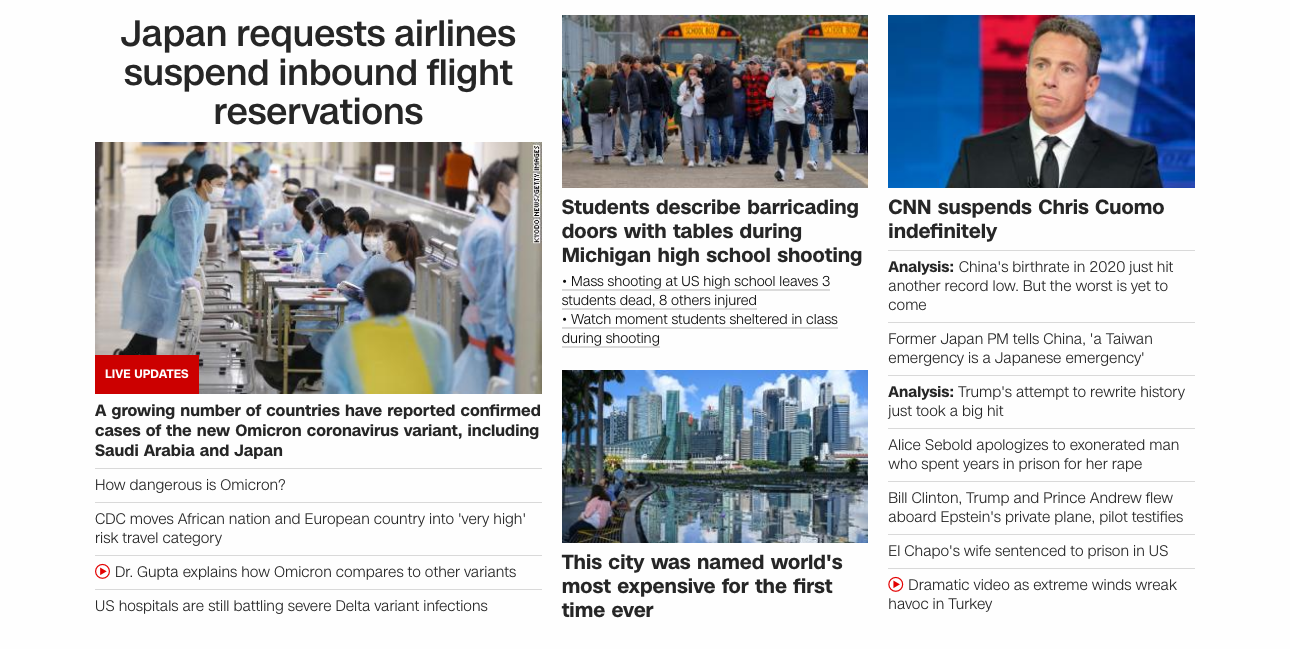 Japan requests airlines
suspend inbound flight
reservations
KYODO NEWS/GETTY IMAGES
LIVE UPDATES
A growing number of countries have reported confirmed
cases of the new Omicron coronavirus variant, including
Saudi Arabia and Japan
How dangerous is Omicron?
CDC moves African nation and European country into 'very high'
risk travel category
Dr. Gupta explains how Omicron compares to other variants
US hospitals are still battling severe Delta variant infections
SCHOOL BUS
SCHOOL BUS
Students describe barricading
doors with tables during
Michigan high school shooting
• Mass shooting at US high school leaves 3
students dead, 8 others injured
• Watch moment students sheltered in class
during shooting
This city was named world's
most expensive for the first
time ever
CNN suspends Chris Cuomo
indefinitely
Analysis: China's birthrate in 2020 just hit
another record low. But the worst is yet to
come
Former Japan PM tells China, 'a Taiwan
emergency is a Japanese emergency'
Analysis: Trump's attempt to rewrite history
just took a big hit
Alice Sebold apologizes to exonerated man
who spent years in prison for her rape
Bill Clinton, Trump and Prince Andrew flew
aboard Epstein's private plane, pilot testifies
El Chapo's wife sentenced to prison in US
Dramatic video as extreme winds wreak
havoc in Turkey